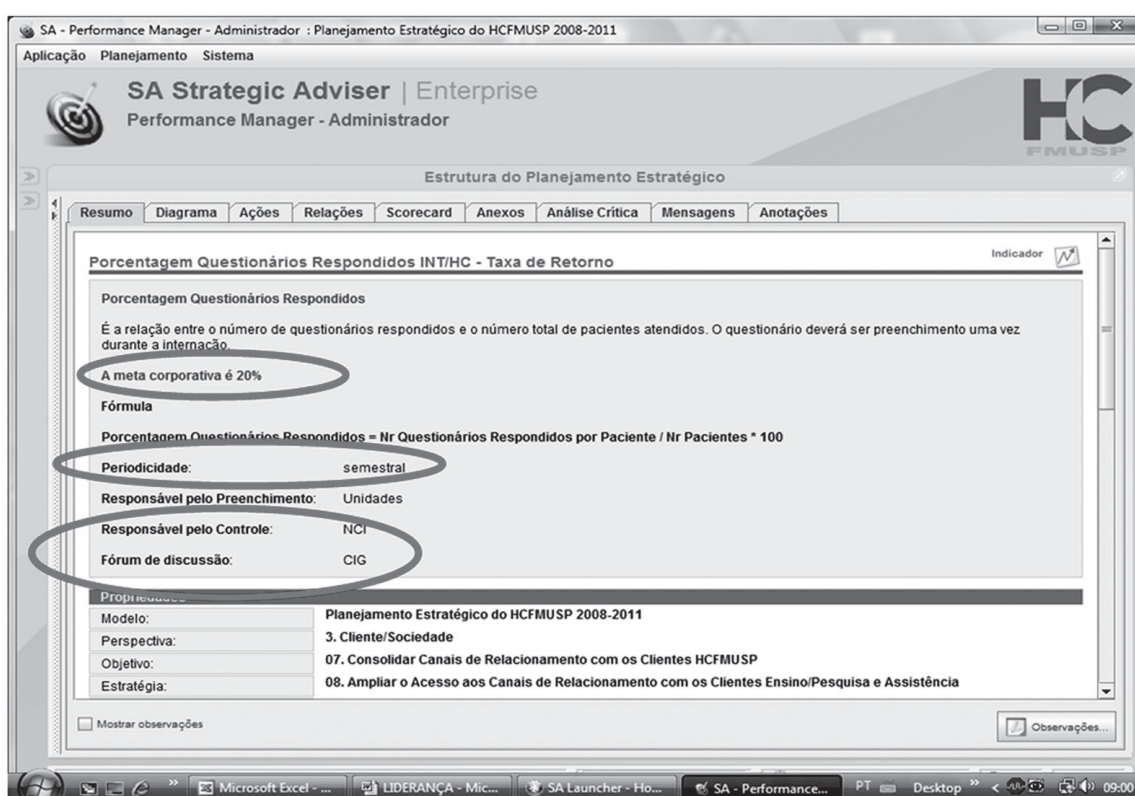 SA - Performance Manager - Administrador : Planejamento Estratégico do HCFMUSP 2008-2011
Aplicação Planejamento Sistema
SA Strategic Adviser | Enterprise
Performance Manager - Administrador
HC
FMUSP
Estrutura do Planejamento Estratégico
Resumo Diagrama Ações Relações Scorecard Anexos Análise Crítica Mensagens Anotações
Indicador
Porcentagem Questionários Respondidos INT/HC - Taxa de Retorno
Porcentagem Questionários Respondidos
É a relação entre o número de questionários respondidos e o número total de pacientes atendidos. O questionário deverá ser preenchimento uma vez
durante a internação.
A meta corporativa é 20%
Fórmula
Porcentagem Questionários Respondidos = Nr Questionários Respondidos por Paciente / Nr Pacientes * 100
Periodicidade: semestral
Responsável pelo Preenchimento: Unidades
Responsável pelo Controle: NCI
Fórum de discussão: CIG
Propriedades
Modelo: Planejamento Estratégico do HCFMUSP 2008-2011
Perspectiva: 3. Cliente/Sociedade
Objetivo: 07. Consolidar Canais de Relacionamento com os Clientes HCFMUSP
Estratégia: 08. Ampliar o Acesso aos Canais de Relacionamento com os Clientes Ensino/Pesquisa e Assistência
Mostrar observações
Observações...
Microsoft Excel - ... LIDERANÇA - Mic... SA Launcher - Ho... SA - Performance... PT Desktop 09:00